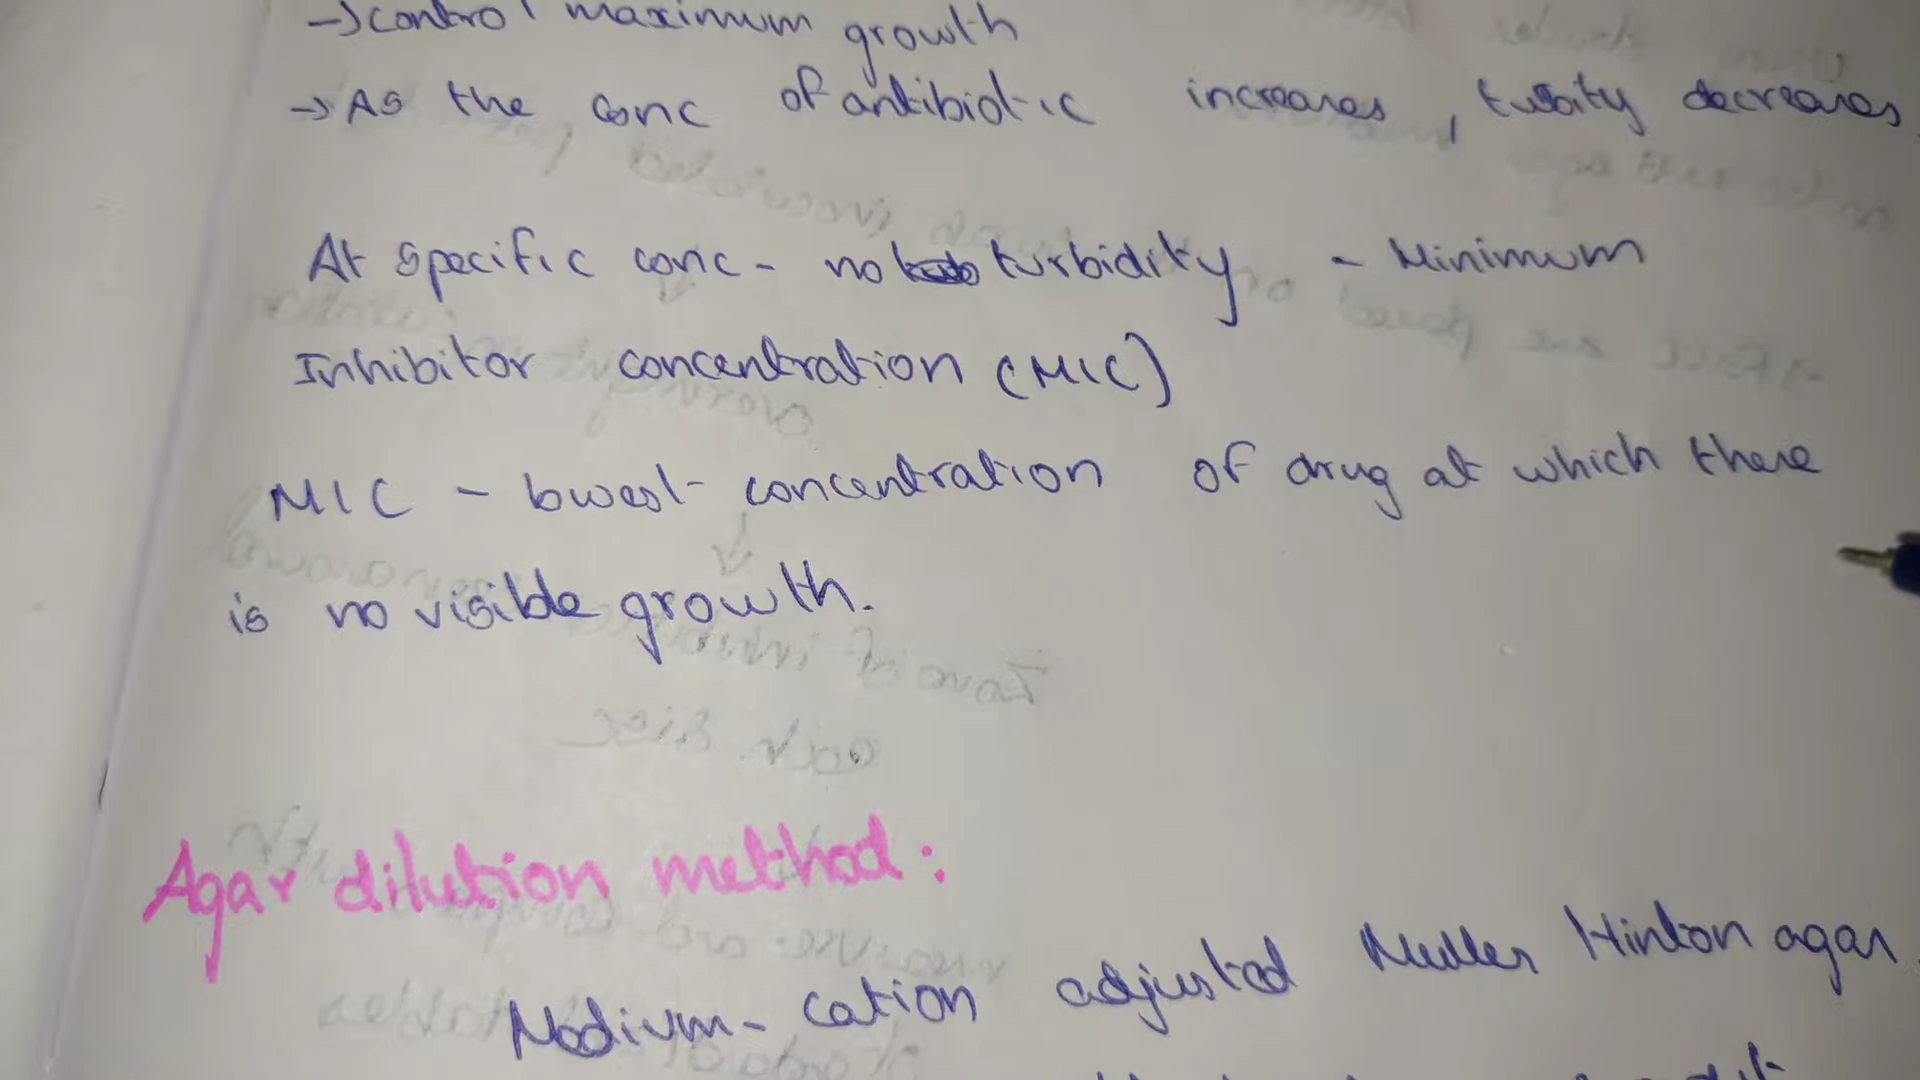 → control maximum growth
→ As the conc of antibiotic increases, tubity decreases
At specific conc - no turbidity - Minimum
Inhibitor concentration (MIC)
MIC - lowest concentration of drug at which there
is no visible growth.
Agar dilution method:
Medium - cation adjusted Muller Hinton agar